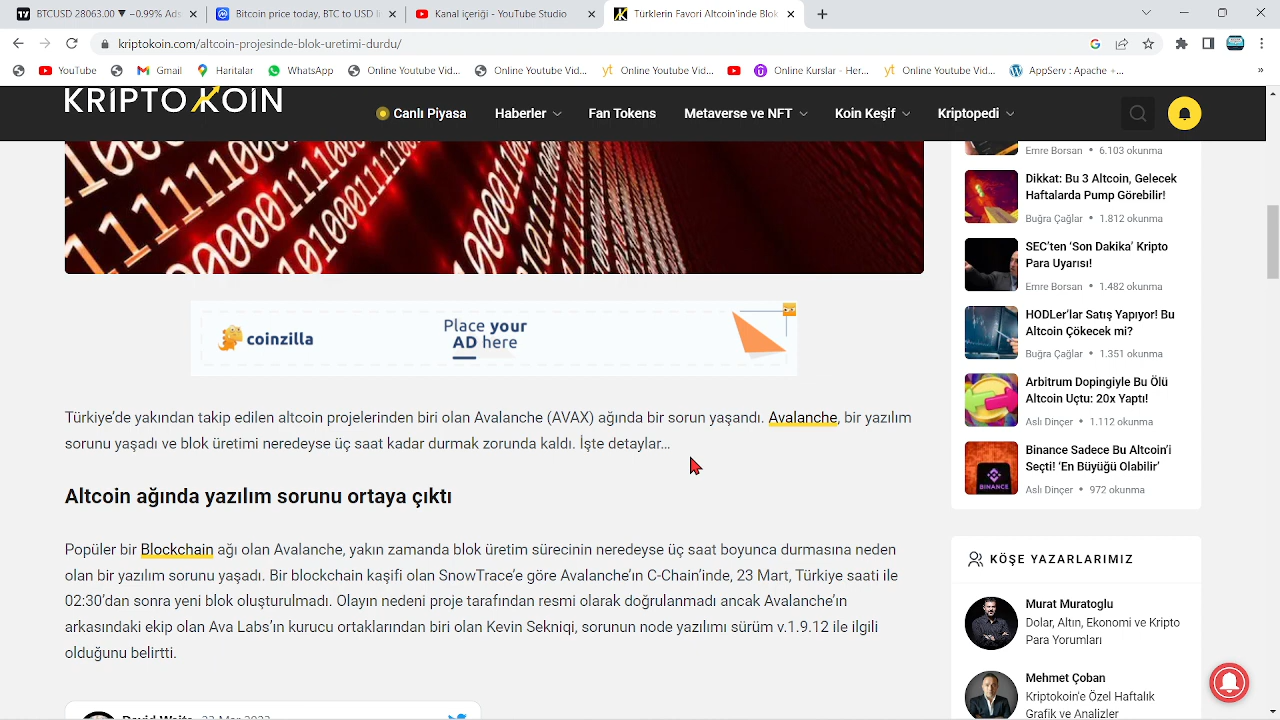 BTCUSD 28063.00 ▼ −0.99% Ads
Bitcoin price today, BTC to USD li
Kanal içeriği - YouTube Studio
Türklerin Favori Altcoin'inde Blok
kriptokoin.com/altcoin-projesinde-blok-uretimi-durdu/
YouTube
Gmail
Haritalar
WhatsApp
Online Youtube Vid...
Online Youtube Vid...
Online Youtube Vid...
Online Kurslar - Her...
Online Youtube Vid...
AppServ : Apache +...
KRIPTOKOIN
Canlı Piyasa
Haberler
Fan Tokens
Metaverse ve NFT
Koin Keşif
Kriptopedi
coinzilla
Place your
AD here
Türkiye'de yakından takip edilen altcoin projelerinden biri olan Avalanche (AVAX) ağında bir sorun yaşandı. Avalanche, bir yazılım
sorunu yaşadı ve blok üretimi neredeyse üç saat kadar durmak zorunda kaldı. İşte detaylar...
Altcoin ağında yazılım sorunu ortaya çıktı
Popüler bir Blockchain ağı olan Avalanche, yakın zamanda blok üretim sürecinin neredeyse üç saat boyunca durmasına neden
olan bir yazılım sorunu yaşadı. Bir blockchain kaşifi olan SnowTrace'e göre Avalanche'ın C-Chain'inde, 23 Mart, Türkiye saati ile
02:30'dan sonra yeni blok oluşturulmadı. Olayın nedeni proje tarafından resmi olarak doğrulanmadı ancak Avalanche'ın
arkasındaki ekip olan Ava Labs'ın kurucu ortaklarından biri olan Kevin Sekniqi, sorunun node yazılımı sürüm v.1.9.12 ile ilgili
olduğunu belirtti.
Emre Borsan • 6.103 okunma
Dikkat: Bu 3 Altcoin, Gelecek
Haftalarda Pump Görebilir!
Buğra Çağlar • 1.812 okunma
SEC'ten 'Son Dakika' Kripto
Para Uyarısı!
Emre Borsan • 1.482 okunma
HODLer'lar Satış Yapıyor! Bu
Altcoin Çökecek mi?
Buğra Çağlar • 1.351 okunma
Arbitrum Dopingiyle Bu Ölü
Altcoin Uçtu: 20x Yaptı!
Aslı Dinçer • 1.112 okunma
BINANCE
Binance Sadece Bu Altcoin'i
Seçti! 'En Büyüğü Olabilir'
Aslı Dinçer • 972 okunma
KÖŞE YAZARLARIMIZ
Murat Muratoglu
Dolar, Altın, Ekonomi ve Kripto
Para Yorumları
Mehmet Çoban
Kriptokoin'e Özel Haftalık
Grafik ve Analizler